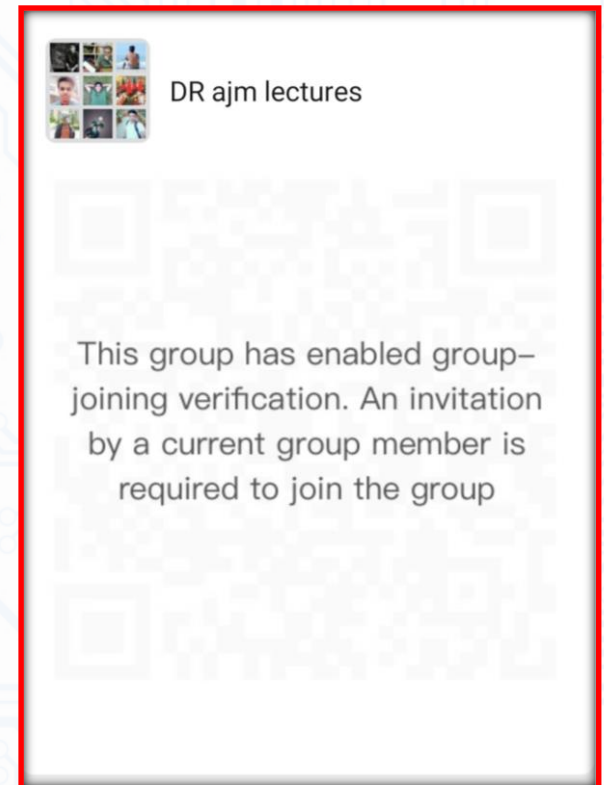 DR ajm lectures
This group has enabled group–
joining verification. An invitation
by a current group member is
required to join the group